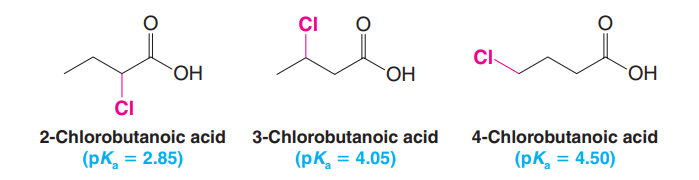 O
OH
Cl
2-Chlorobutanoic acid
(pKₐ = 2.85)
Cl
O
OH
3-Chlorobutanoic acid
(pKₐ = 4.05)
Cl
O
OH
4-Chlorobutanoic acid
(pKₐ = 4.50)